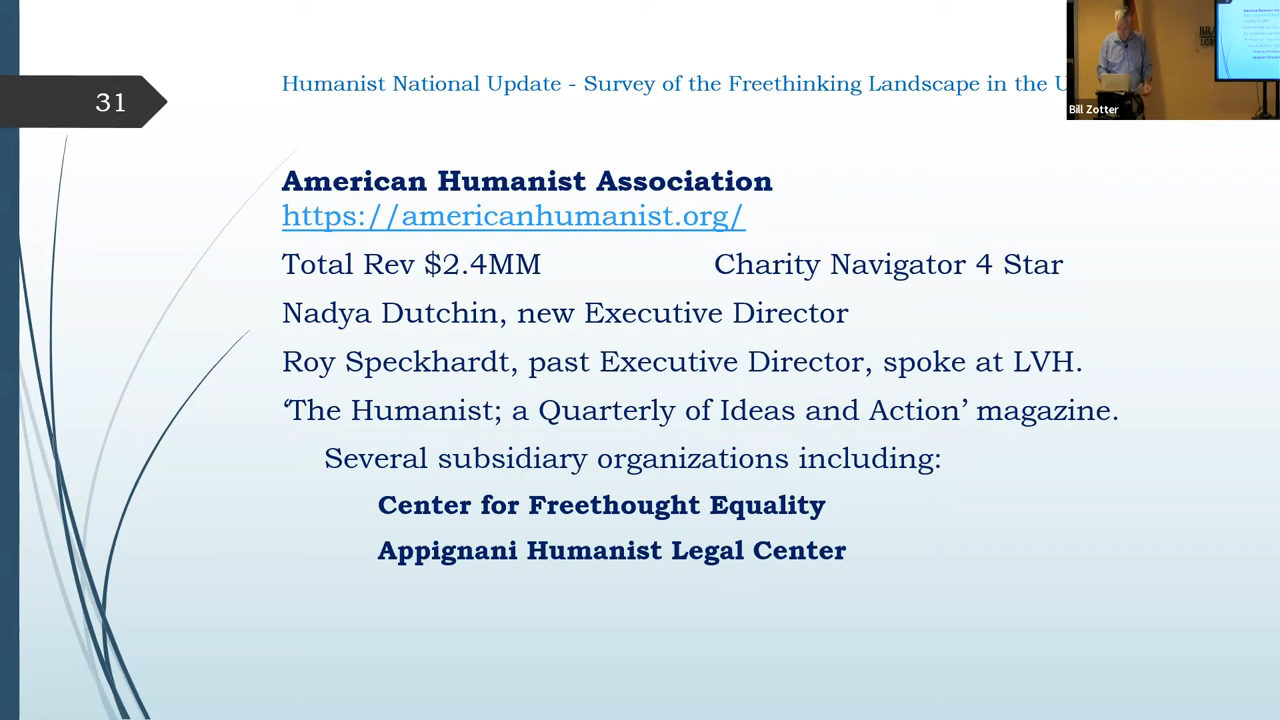 31
Humanist National Update - Survey of the Freethinking Landscape in the U
American Humanist Association
https://americanhumanist.org/
Total Rev $2.4MM Charity Navigator 4 Star
Nadya Dutchin, new Executive Director
Roy Speckhardt, past Executive Director, spoke at LVH.
‘The Humanist; a Quarterly of Ideas and Action’ magazine.
Several subsidiary organizations including:
Center for Freethought Equality
Appignani Humanist Legal Center
Bill Zotter